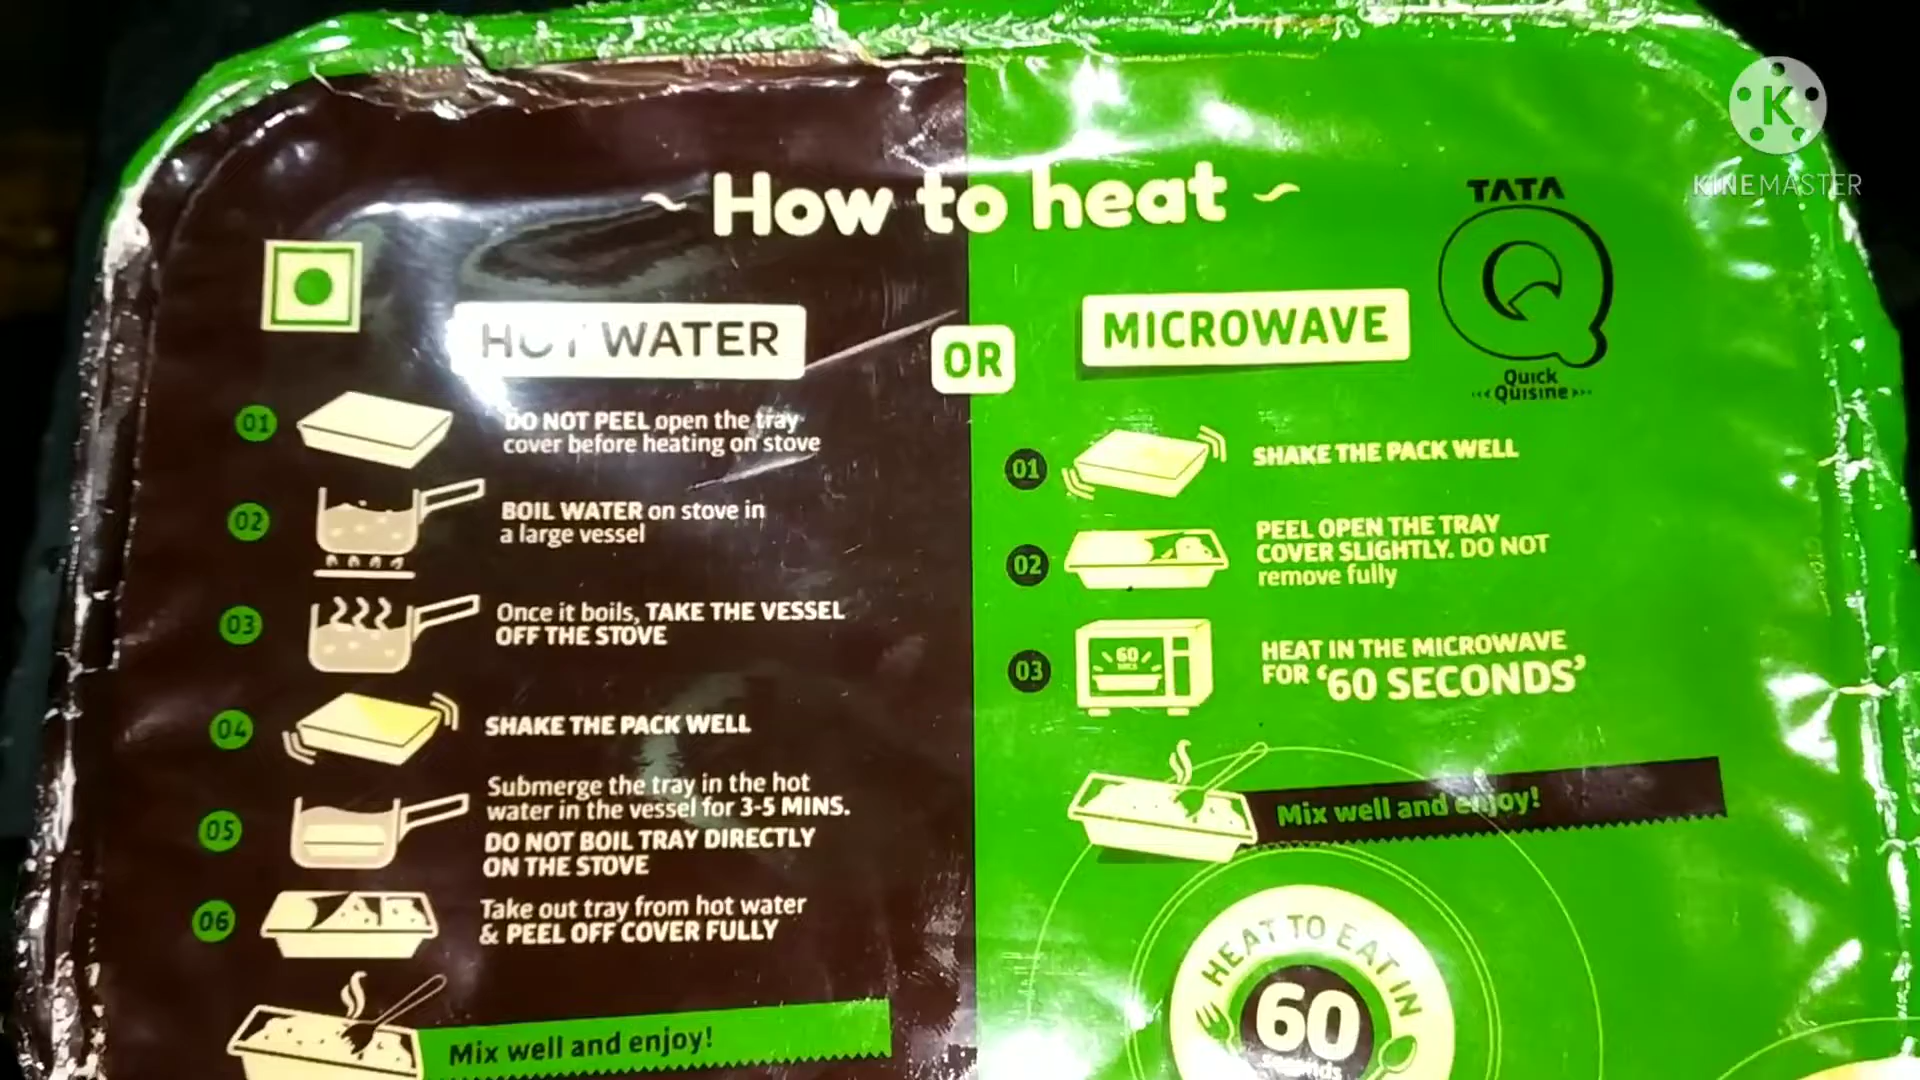 KINEMASTER
~ How to heat ~
TATA
Q
Quick
Quisine
HOT WATER
OR
MICROWAVE
01
DO NOT PEEL open the tray
cover before heating on stove
02
BOIL WATER on stove in
a large vessel
03
Once it boils, TAKE THE VESSEL
OFF THE STOVE
04
SHAKE THE PACK WELL
05
Submerge the tray in the hot
water in the vessel for 3-5 MINS.
DO NOT BOIL TRAY DIRECTLY
ON THE STOVE
06
Take out tray from hot water
& PEEL OFF COVER FULLY
Mix well and enjoy!
01
SHAKE THE PACK WELL
02
PEEL OPEN THE TRAY
COVER SLIGHTLY. DO NOT
remove fully
03
60
HEAT IN THE MICROWAVE
FOR ‘60 SECONDS’
Mix well and enjoy!
HEAT TO EAT IN
60
Seconds